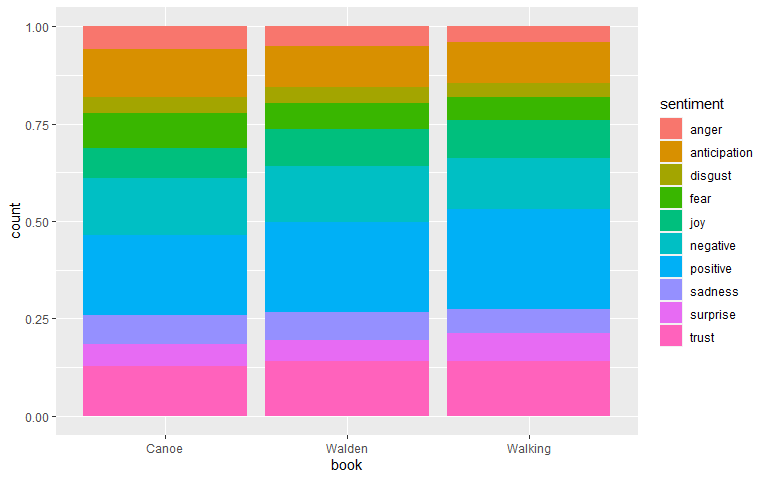 1.00
0.75
0.50
0.25
0.00
count
Canoe Walden Walking
book
sentiment
anger
anticipation
disgust
fear
joy
negative
positive
sadness
surprise
trust